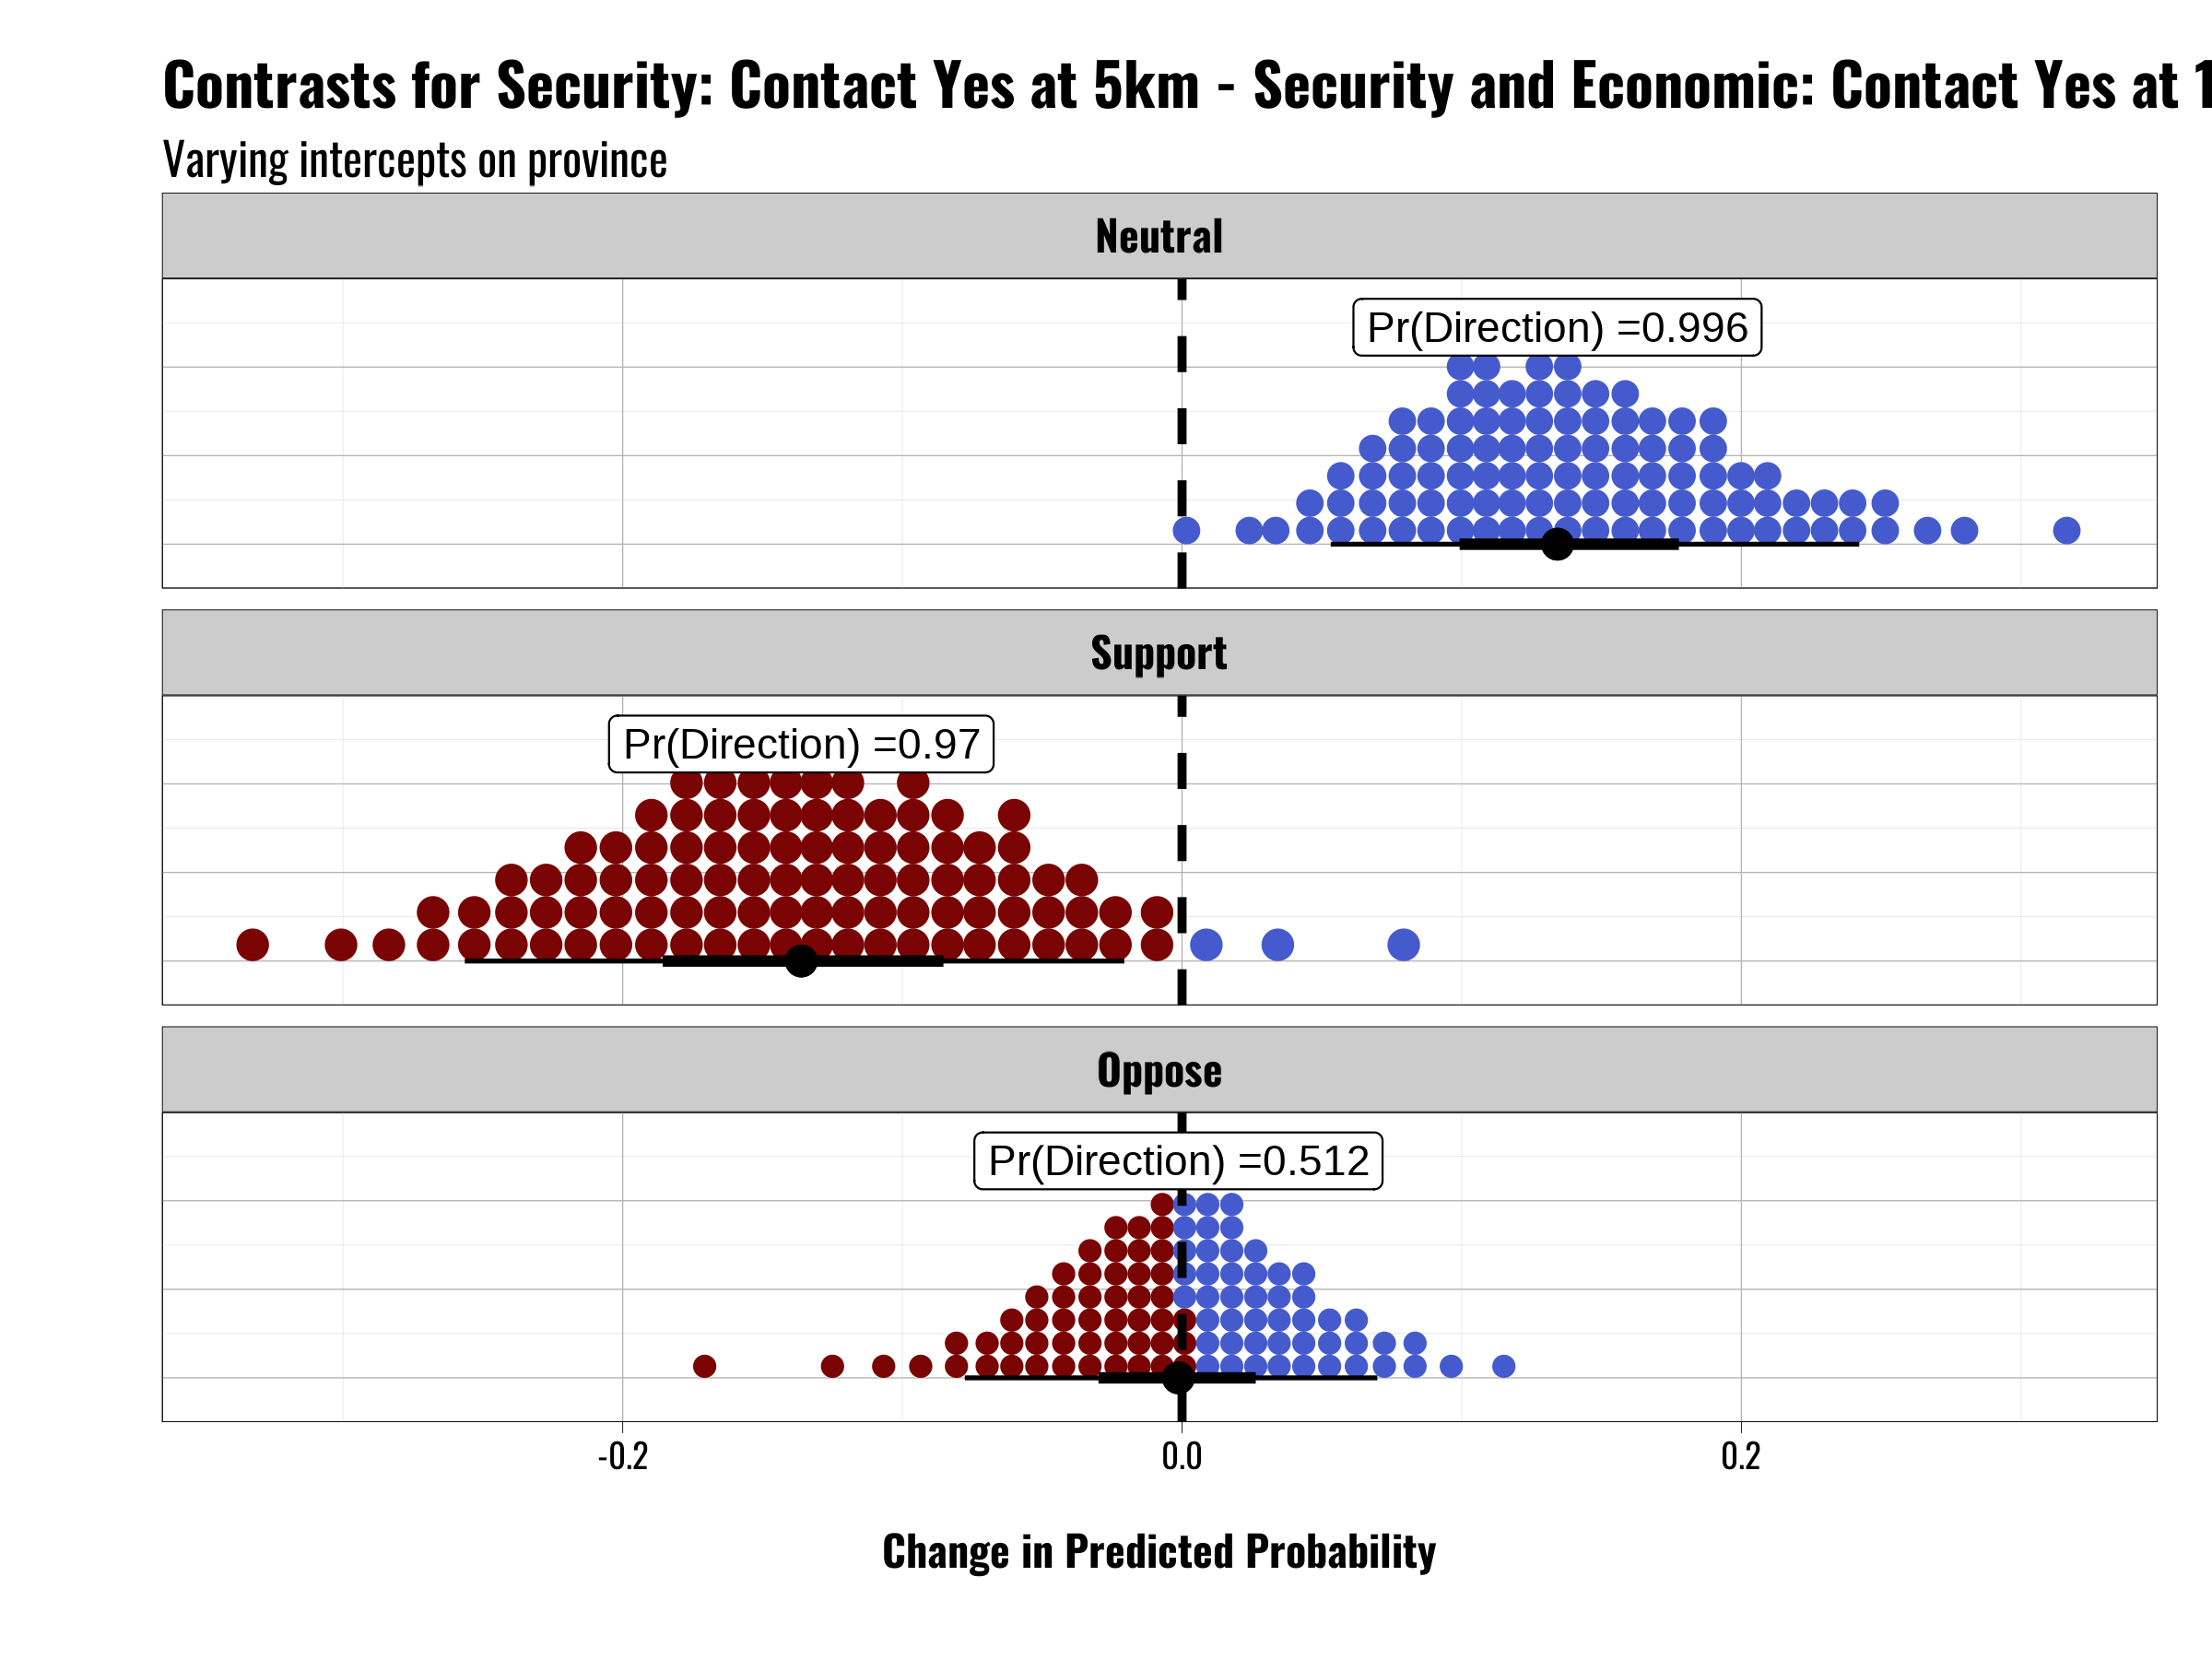 Contrasts for Security: Contact Yes at 5km - Security and Economic: Contact Yes at 1
Varying intercepts on province
Neutral
Pr(Direction) =0.996
Support
Pr(Direction) =0.97
Oppose
Pr(Direction) =0.512
-0.2 0.0 0.2
Change in Predicted Probability